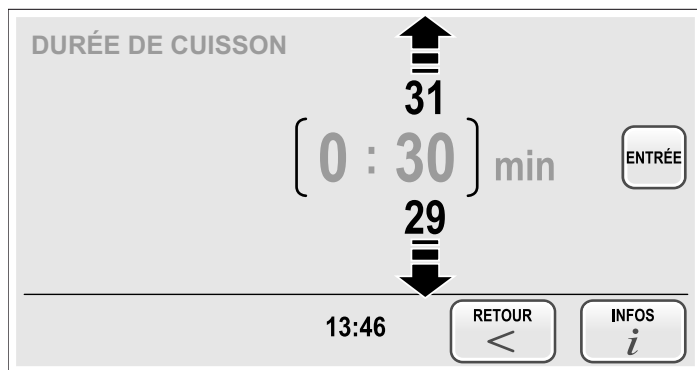 DURÉE DE CUISSON
31
0 : 30 min
ENTRÉE
29
13:46
RETOUR
<
INFOS
i